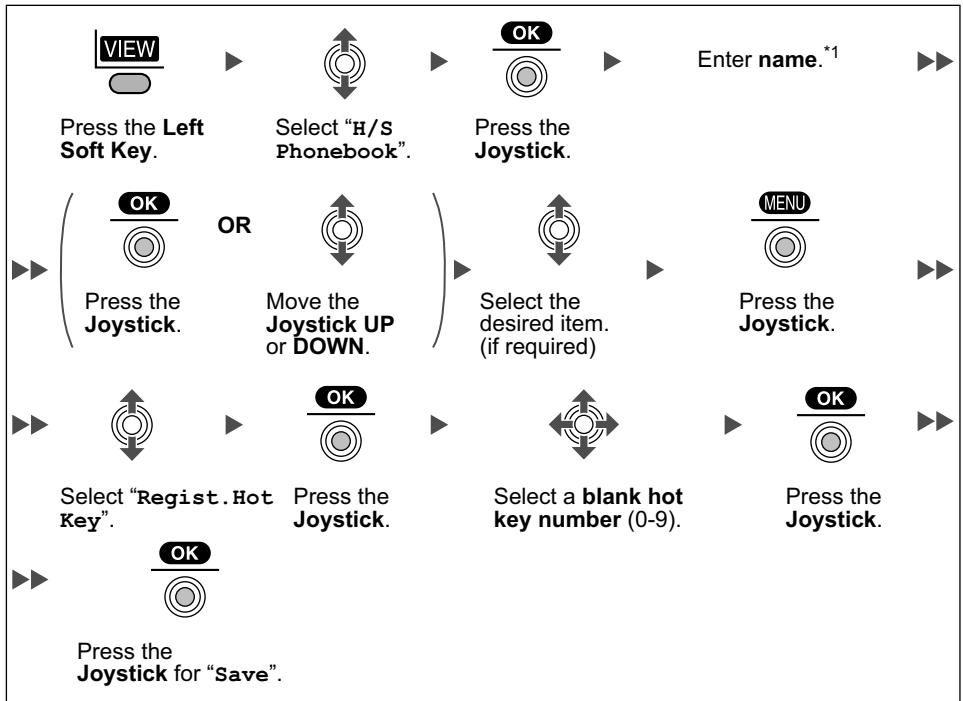 VIEW
OK
Enter name.*1
Press the Left
Soft Key.
Select “H/S
Phonebook”.
Press the
Joystick.
OK
OR
Press the
Joystick.
Move the
Joystick UP
or DOWN.
Select the
desired item.
(if required)
MENU
Press the
Joystick.
Select “Regist.Hot
Key”.
OK
Press the
Joystick.
Select a blank hot
key number (0-9).
OK
Press the
Joystick.
OK
Press the
Joystick for “Save”.